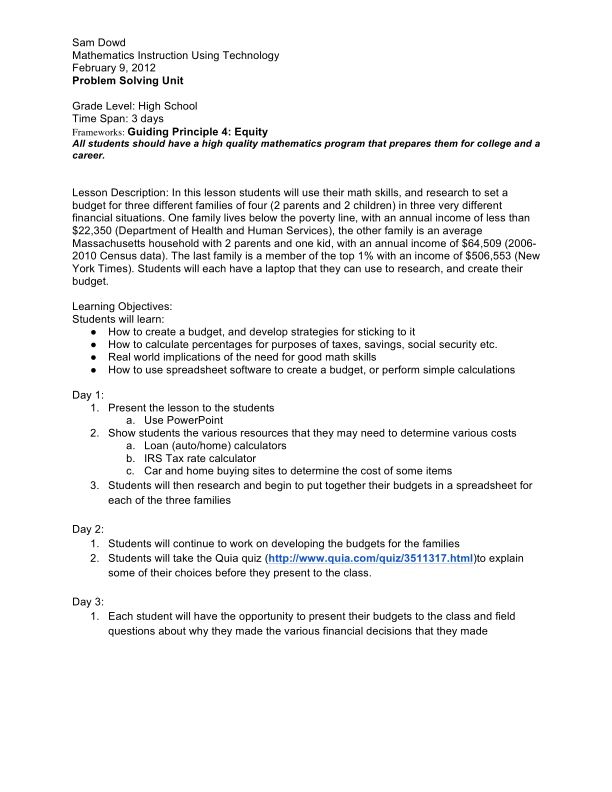 Sam Dowd
Mathematics Instruction Using Technology
February 9, 2012
Problem Solving Unit
Grade Level: High School
Time Span: 3 days
Frameworks: Guiding Principle 4: Equity
All students should have a high quality mathematics program that prepares them for college and a
career.
Lesson Description: In this lesson students will use their math skills, and research to set a
budget for three different families of four (2 parents and 2 children) in three very different
financial situations. One family lives below the poverty line, with an annual income of less than
$22,350 (Department of Health and Human Services), the other family is an average
Massachusetts household with 2 parents and one kid, with an annual income of $64,509 (2006-
2010 Census data). The last family is a member of the top 1% with an income of $506,553 (New
York Times). Students will each have a laptop that they can use to research, and create their
budget.
Learning Objectives:
Students will learn:
● How to create a budget, and develop strategies for sticking to it
● How to calculate percentages for purposes of taxes, savings, social security etc.
● Real world implications of the need for good math skills
● How to use spreadsheet software to create a budget, or perform simple calculations
Day 1:
1. Present the lesson to the students
a. Use PowerPoint
2. Show students the various resources that they may need to determine various costs
a. Loan (auto/home) calculators
b. IRS Tax rate calculator
c. Car and home buying sites to determine the cost of some items
3. Students will then research and begin to put together their budgets in a spreadsheet for
each of the three families
Day 2:
1. Students will continue to work on developing the budgets for the families
2. Students will take the Quia quiz (http://www.quia.com/quiz/3511317.html)to explain
some of their choices before they present to the class.
Day 3:
1. Each student will have the opportunity to present their budgets to the class and field
questions about why they made the various financial decisions that they made